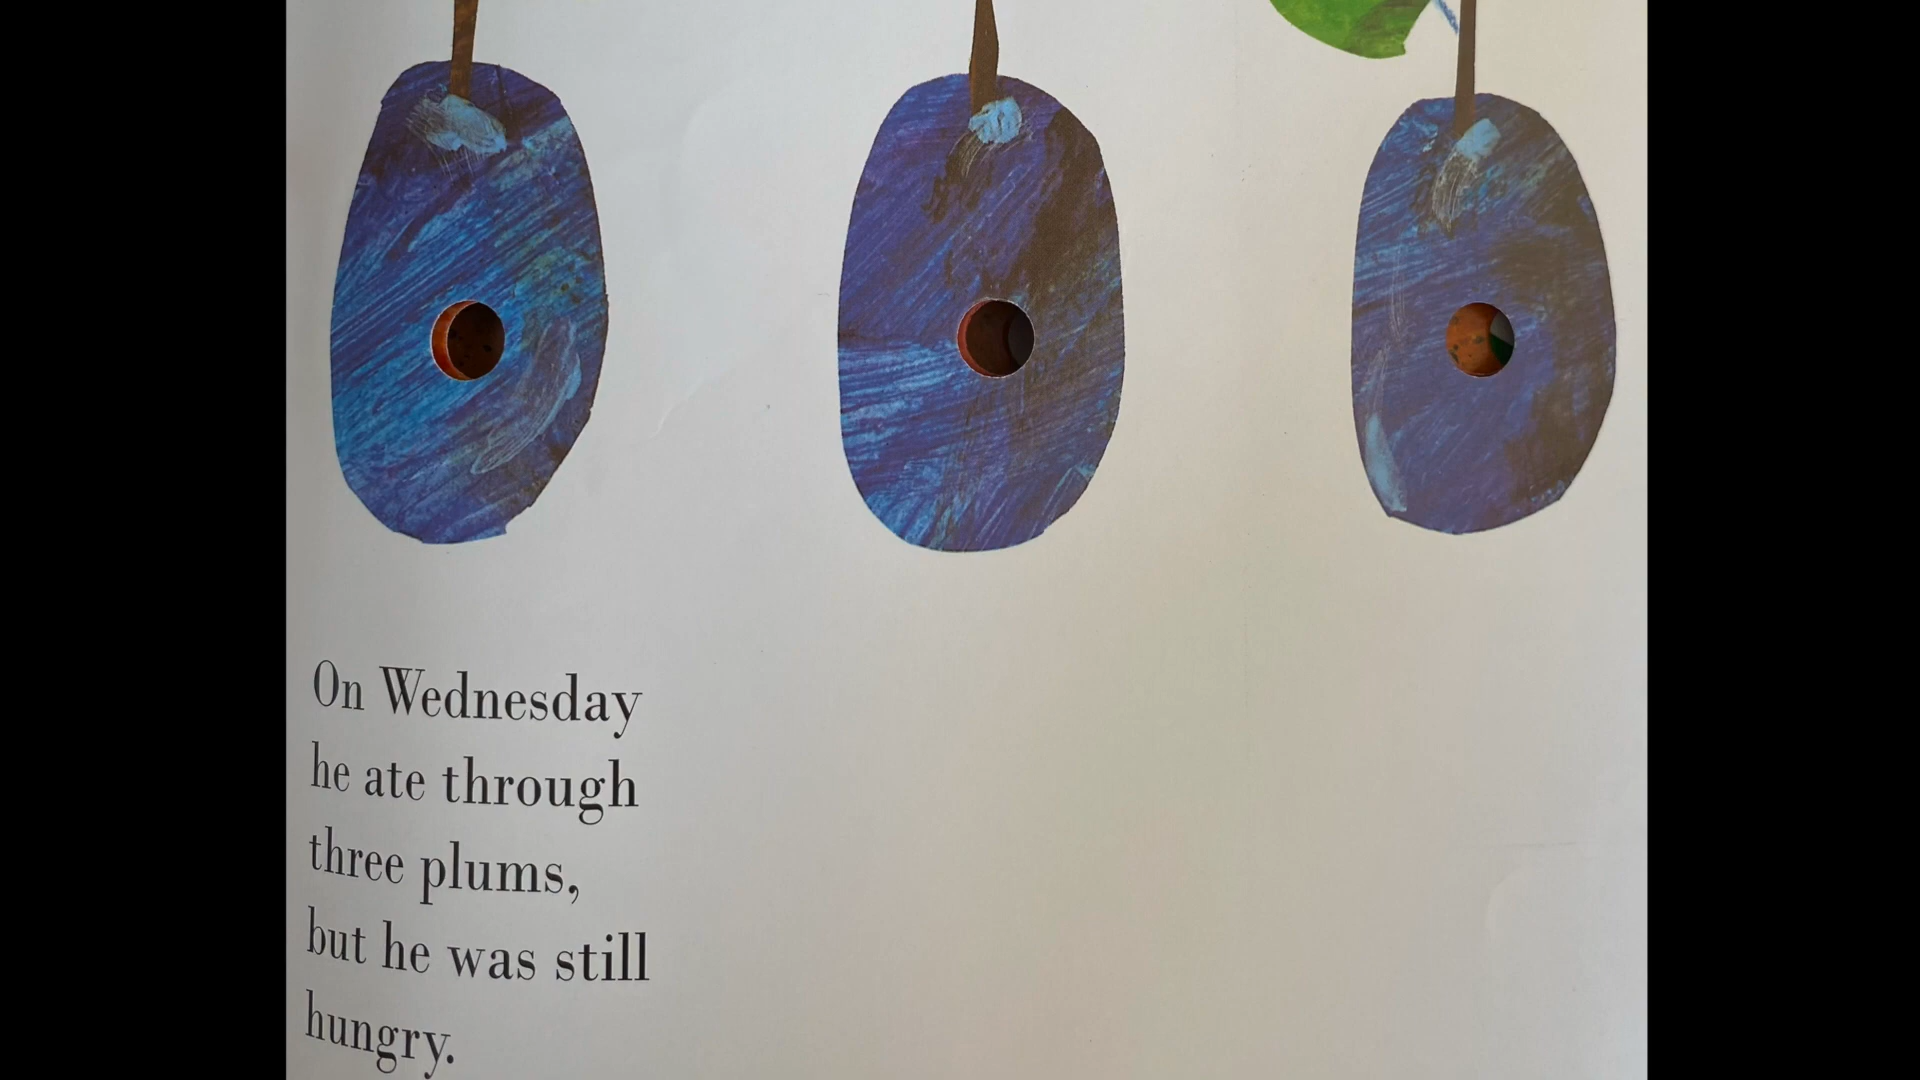 On Wednesday
he ate through
three plums,
but he was still
hungry.